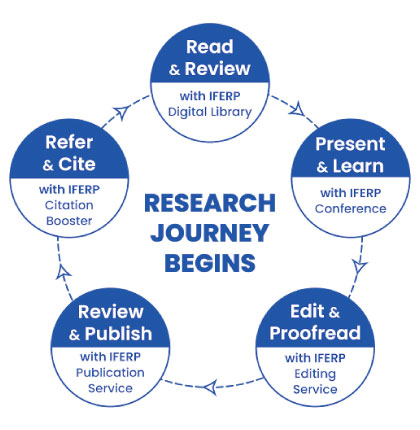 Read
& Review
with IFERP
Digital Library
Present
& Learn
with IFERP
Conference
Edit &
Proofread
with IFERP
Editing
Service
Review
& Publish
with IFERP
Publication
Service
Refer
& Cite
with IFERP
Citation
Booster
RESEARCH
JOURNEY
BEGINS